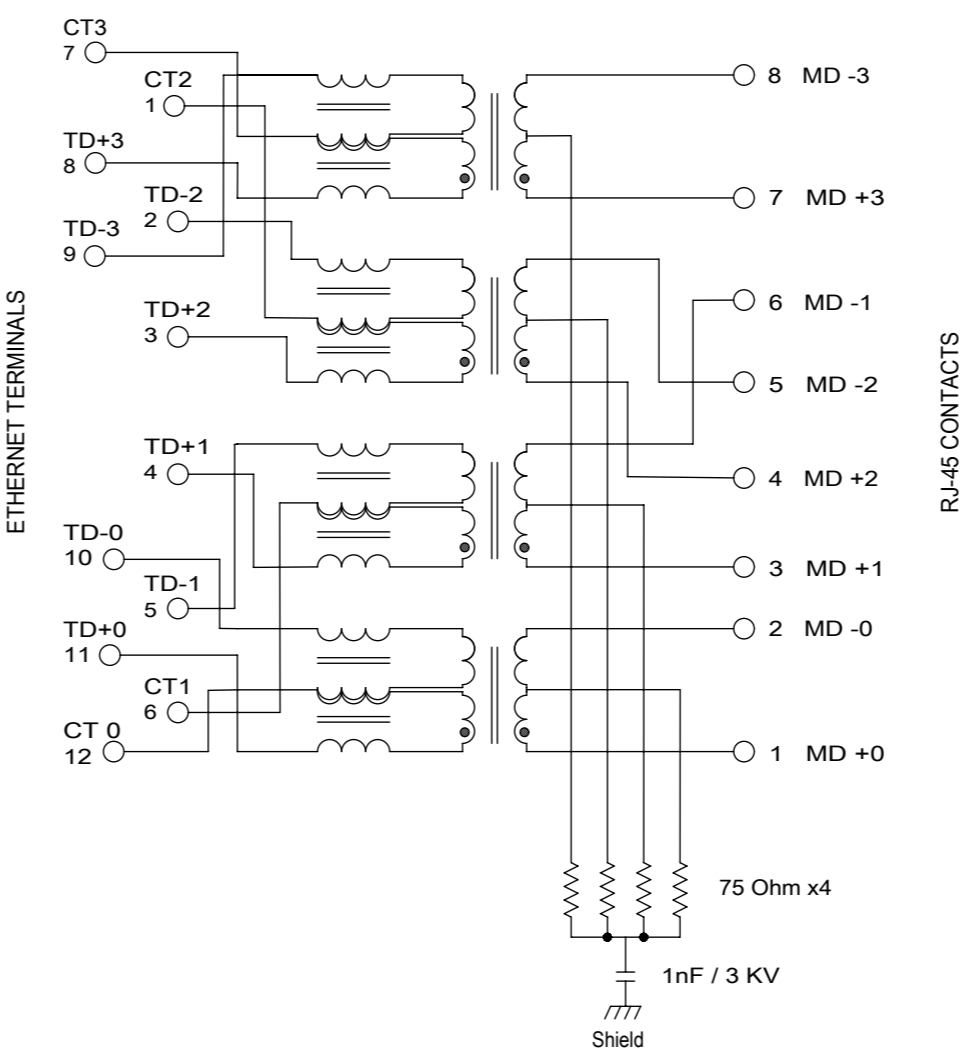 CT3
7
CT2
1
TD+3
8
TD-2
2
TD-3
9
TD+2
3
TD+1
4
TD-0
10
TD-1
5
TD+0
11
CT1
6
CT 0
12
ETHERNET TERMINALS
8 MD -3
7 MD +3
6 MD -1
5 MD -2
4 MD +2
3 MD +1
2 MD -0
1 MD +0
RJ-45 CONTACTS
75 Ohm x4
1nF / 3 KV
Shield